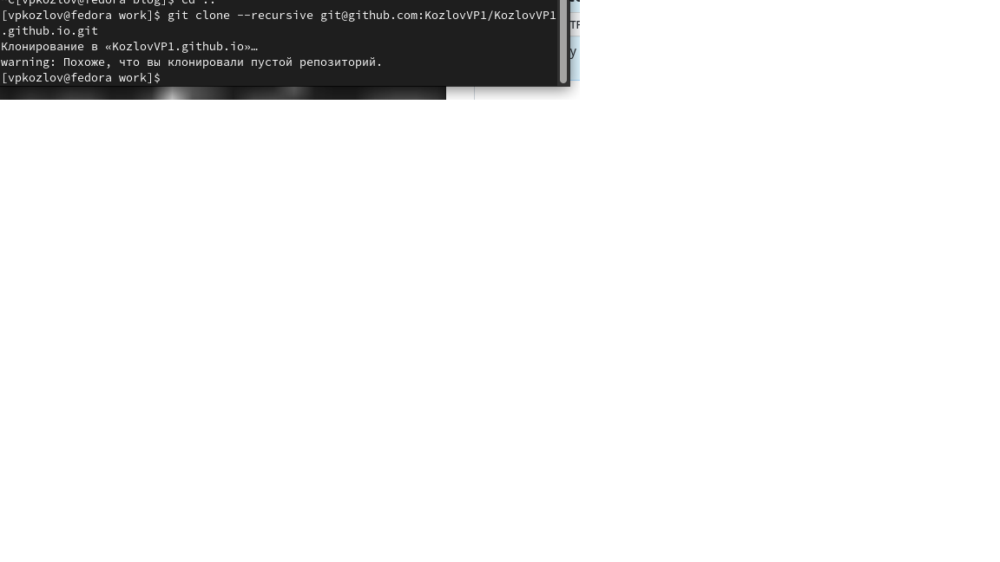 ^C[vpkozlov@fedora blog]$ cd ..
[vpkozlov@fedora work]$ git clone --recursive git@github.com:KozlovVP1/KozlovVP1
.github.io.git
Клонирование в «KozlovVP1.github.io»…
warning: Похоже, что вы клонировали пустой репозиторий.
[vpkozlov@fedora work]$